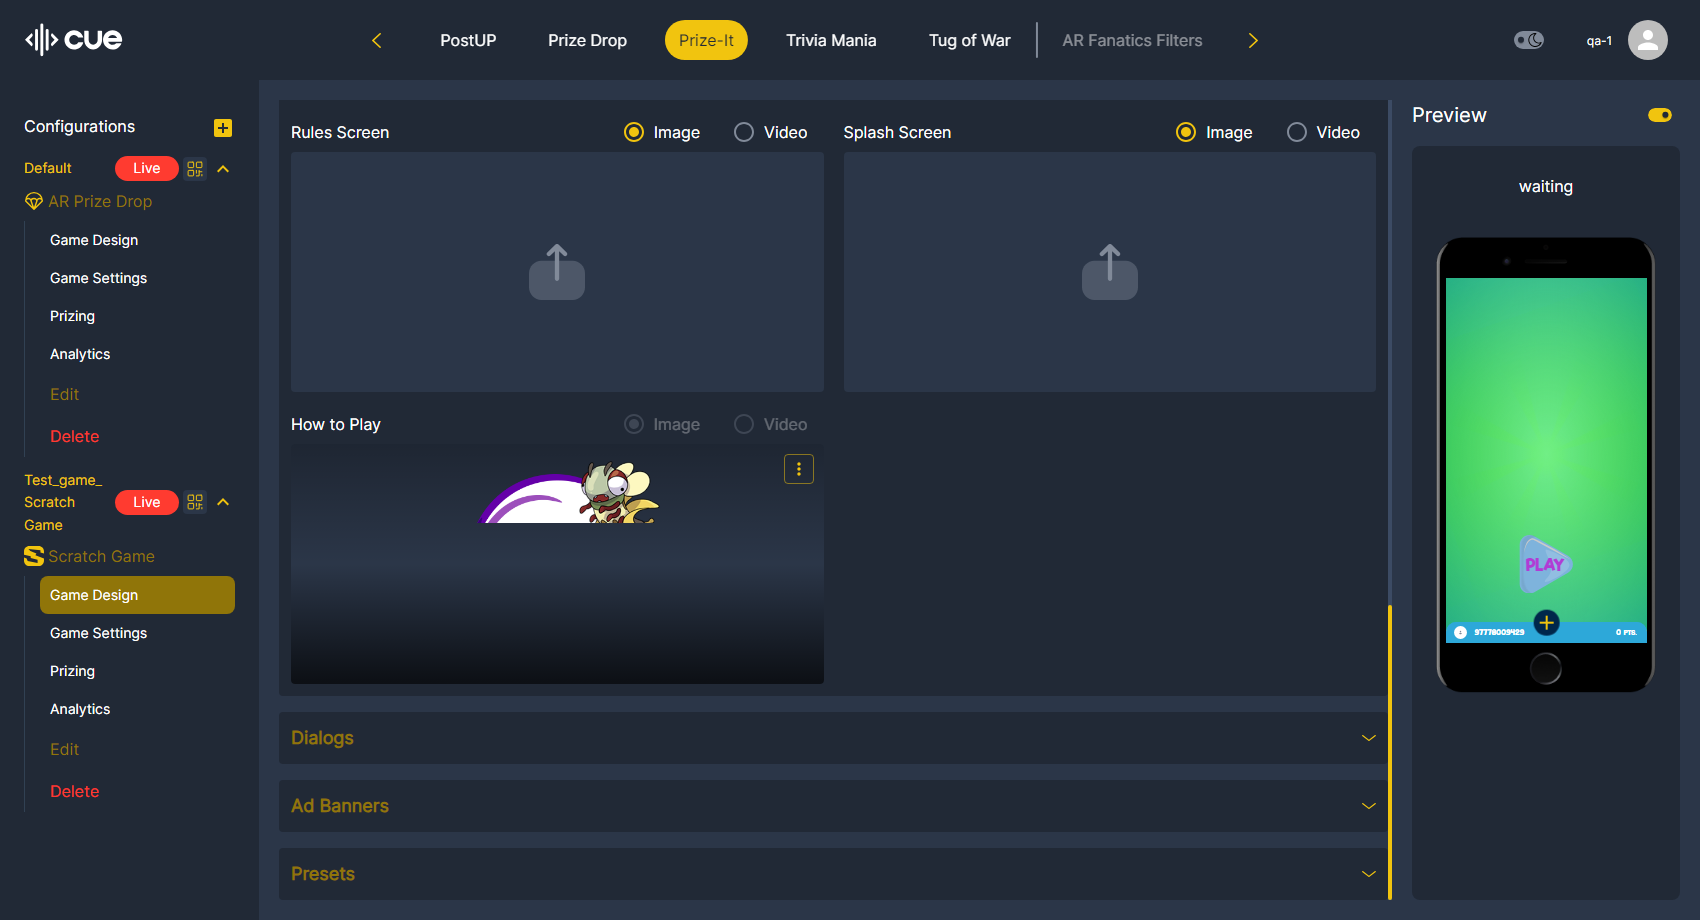 cue
PostUP
Prize Drop
Prize-It
Trivia Mania
Tug of War
AR Fanatics Filters
qa-1
Configurations
Default
Live
AR Prize Drop
Game Design
Game Settings
Prizing
Analytics
Edit
Delete
Test_game_
Scratch
Game
Live
Scratch Game
Game Design
Game Settings
Prizing
Analytics
Edit
Delete
Rules Screen
Image
Video
Splash Screen
Image
Video
How to Play
Image
Video
Dialogs
Ad Banners
Presets
Preview
waiting
PLAY
97778009429
0 PTS.